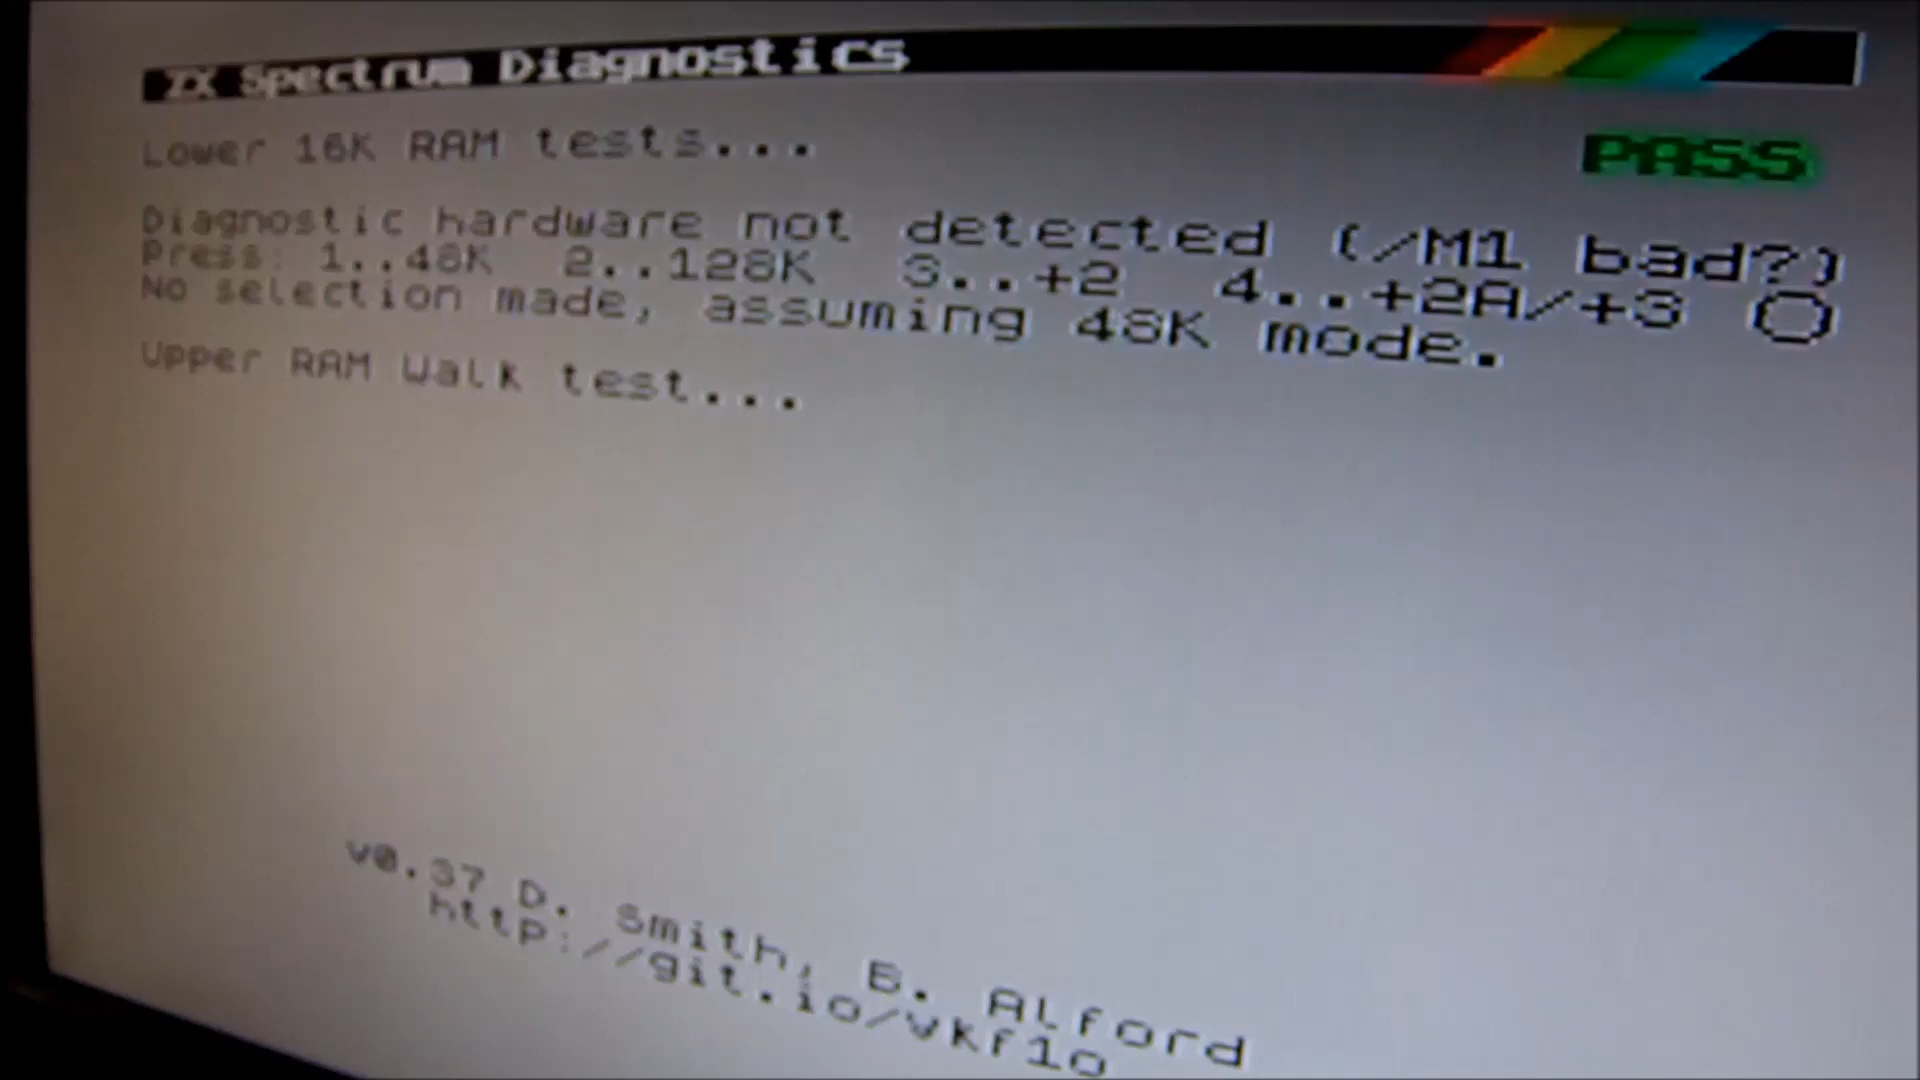 ZX Spectrum Diagnostics
Lower 16K RAM tests... PASS
Diagnostic hardware not detected (/M1 bad?)
Press: 1..48K 2..128K 3..+2 4..+2A/+3 O
No selection made, assuming 48K mode.
Upper RAM Walk test...
v0.37 D. Smith, B. Alford
http://git.io/vkf1o